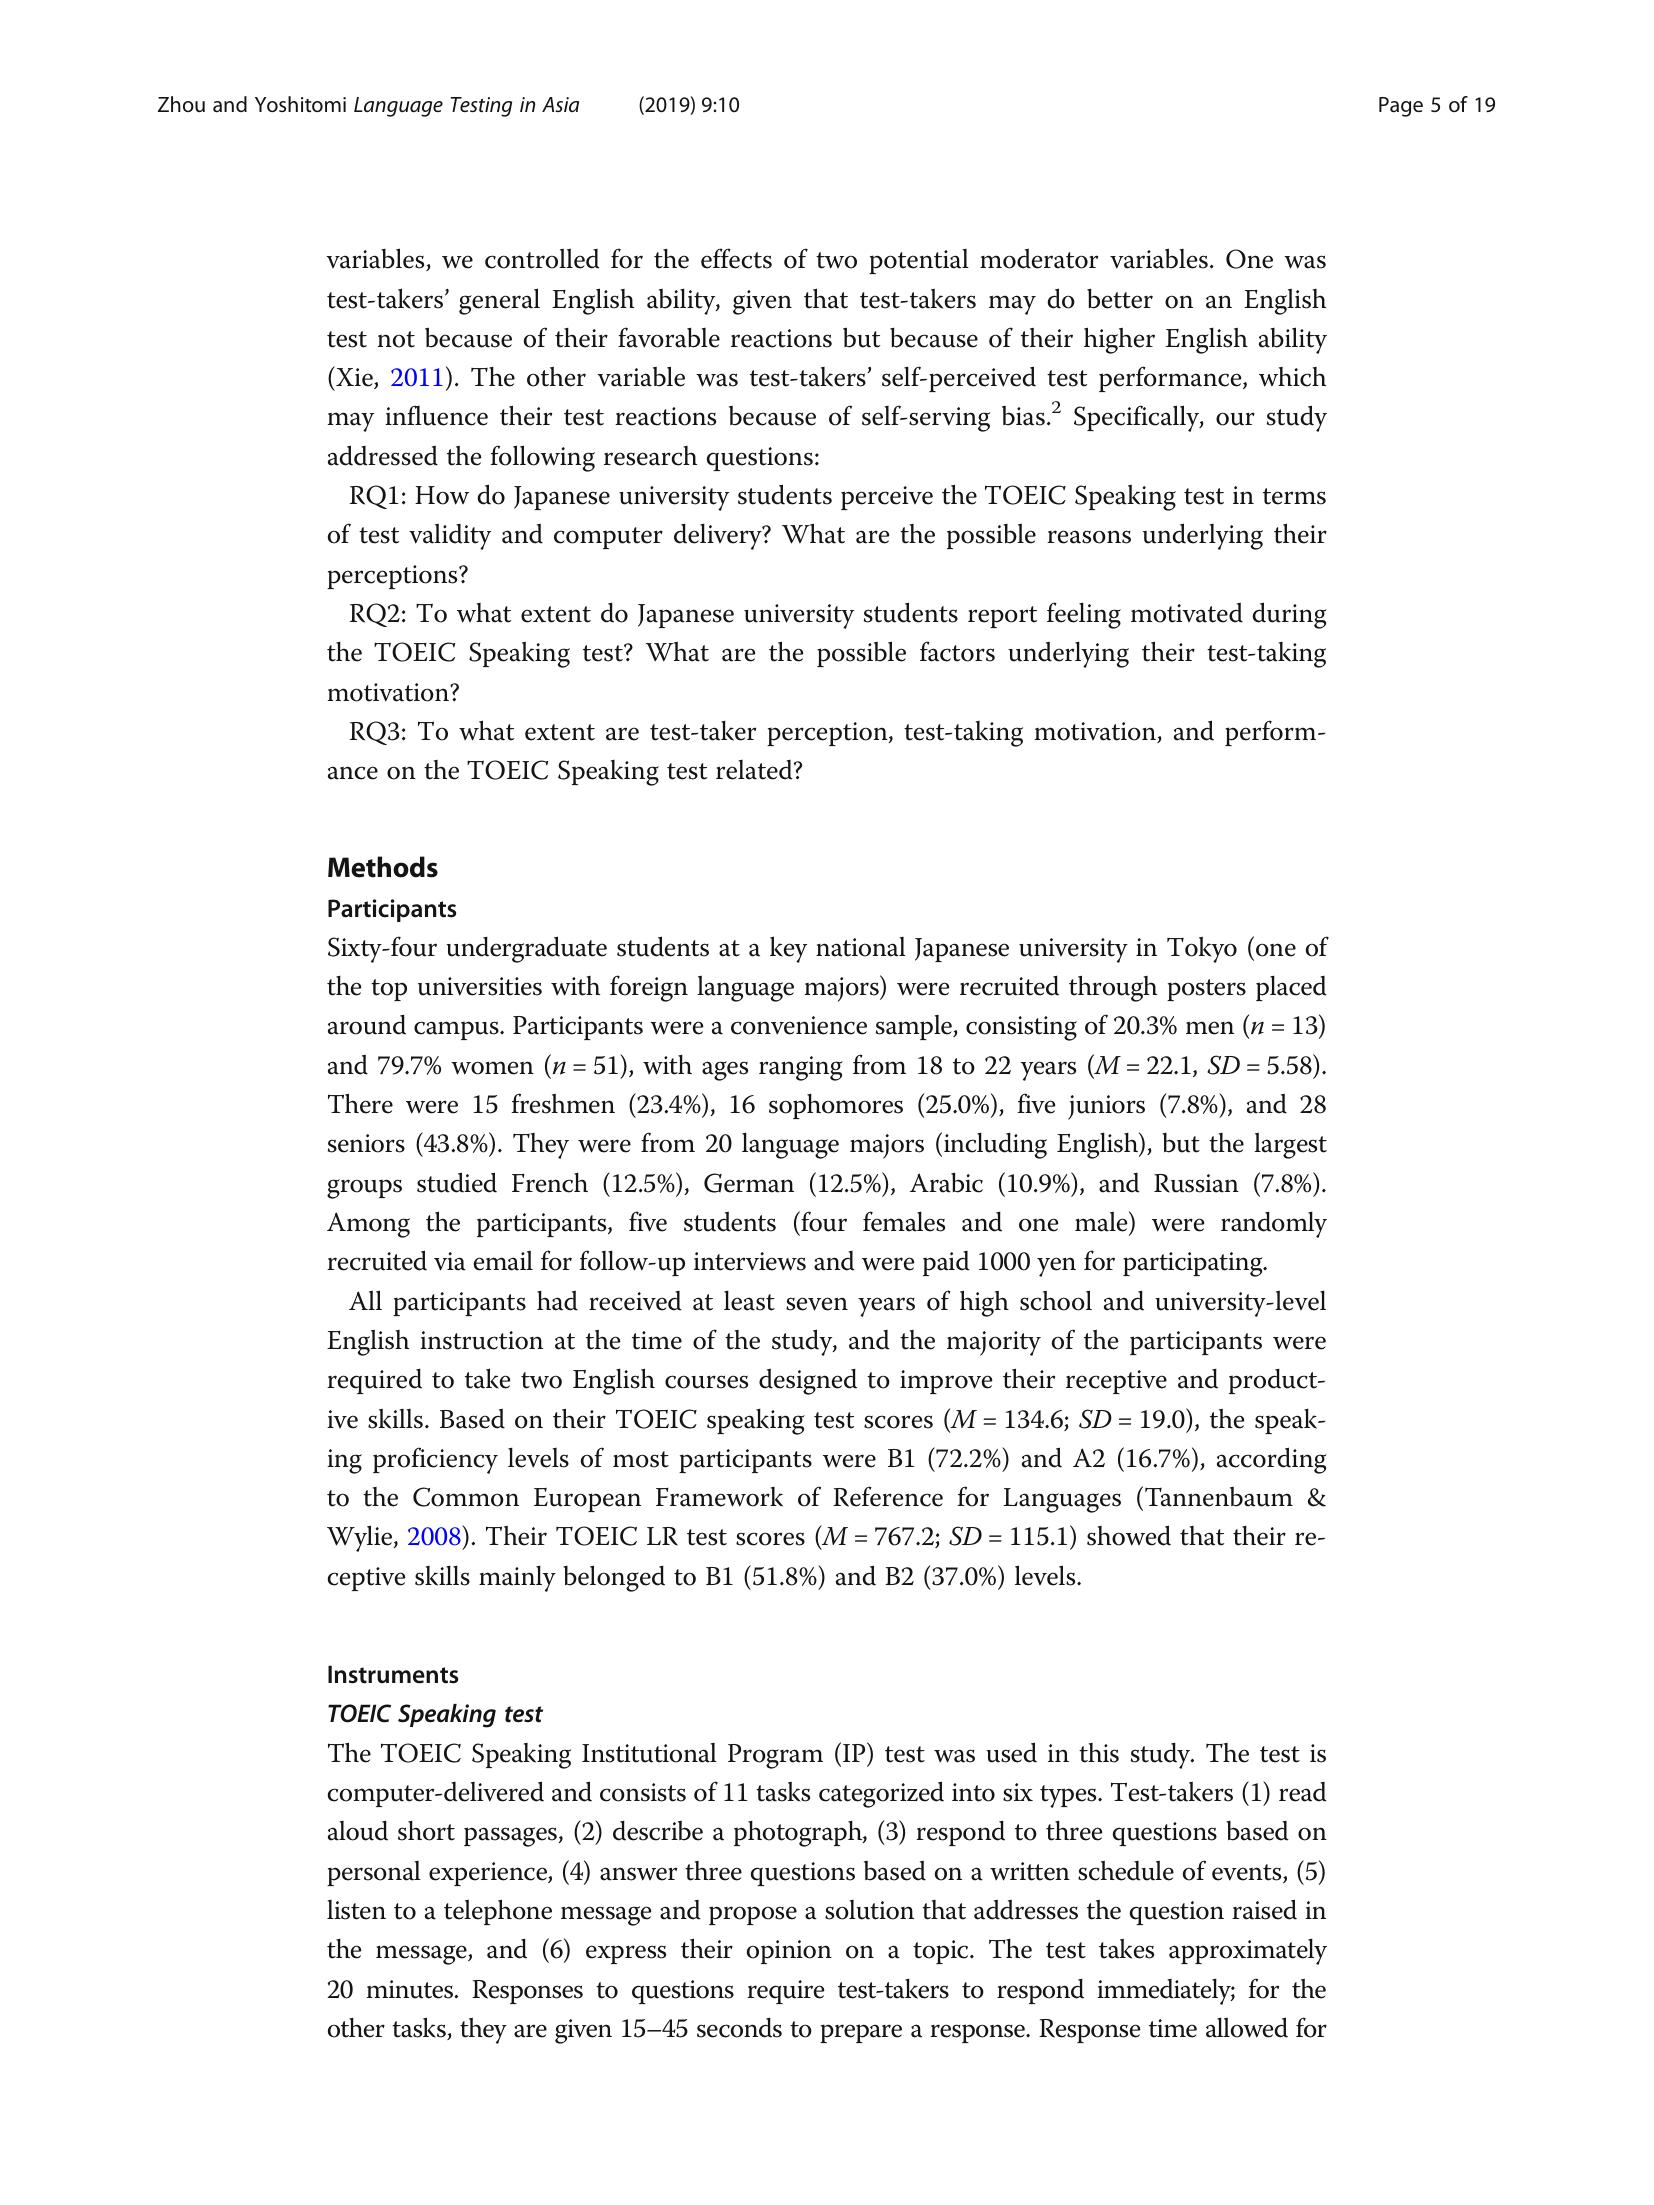 Zhou and Yoshitomi Language Testing in Asia (2019) 9:10 Page 5 of 19
variables, we controlled for the effects of two potential moderator variables. One was
test-takers’ general English ability, given that test-takers may do better on an English
test not because of their favorable reactions but because of their higher English ability
(Xie, 2011). The other variable was test-takers’ self-perceived test performance, which
may influence their test reactions because of self-serving bias.2 Specifically, our study
addressed the following research questions:
RQ1: How do Japanese university students perceive the TOEIC Speaking test in terms
of test validity and computer delivery? What are the possible reasons underlying their
perceptions?
RQ2: To what extent do Japanese university students report feeling motivated during
the TOEIC Speaking test? What are the possible factors underlying their test-taking
motivation?
RQ3: To what extent are test-taker perception, test-taking motivation, and perform-
ance on the TOEIC Speaking test related?
Methods
Participants
Sixty-four undergraduate students at a key national Japanese university in Tokyo (one of
the top universities with foreign language majors) were recruited through posters placed
around campus. Participants were a convenience sample, consisting of 20.3% men (n = 13)
and 79.7% women (n = 51), with ages ranging from 18 to 22 years (M = 22.1, SD = 5.58).
There were 15 freshmen (23.4%), 16 sophomores (25.0%), five juniors (7.8%), and 28
seniors (43.8%). They were from 20 language majors (including English), but the largest
groups studied French (12.5%), German (12.5%), Arabic (10.9%), and Russian (7.8%).
Among the participants, five students (four females and one male) were randomly
recruited via email for follow-up interviews and were paid 1000 yen for participating.
All participants had received at least seven years of high school and university-level
English instruction at the time of the study, and the majority of the participants were
required to take two English courses designed to improve their receptive and product-
ive skills. Based on their TOEIC speaking test scores (M = 134.6; SD = 19.0), the speak-
ing proficiency levels of most participants were B1 (72.2%) and A2 (16.7%), according
to the Common European Framework of Reference for Languages (Tannenbaum &
Wylie, 2008). Their TOEIC LR test scores (M = 767.2; SD = 115.1) showed that their re-
ceptive skills mainly belonged to B1 (51.8%) and B2 (37.0%) levels.
Instruments
TOEIC Speaking test
The TOEIC Speaking Institutional Program (IP) test was used in this study. The test is
computer-delivered and consists of 11 tasks categorized into six types. Test-takers (1) read
aloud short passages, (2) describe a photograph, (3) respond to three questions based on
personal experience, (4) answer three questions based on a written schedule of events, (5)
listen to a telephone message and propose a solution that addresses the question raised in
the message, and (6) express their opinion on a topic. The test takes approximately
20 minutes. Responses to questions require test-takers to respond immediately; for the
other tasks, they are given 15–45 seconds to prepare a response. Response time allowed for